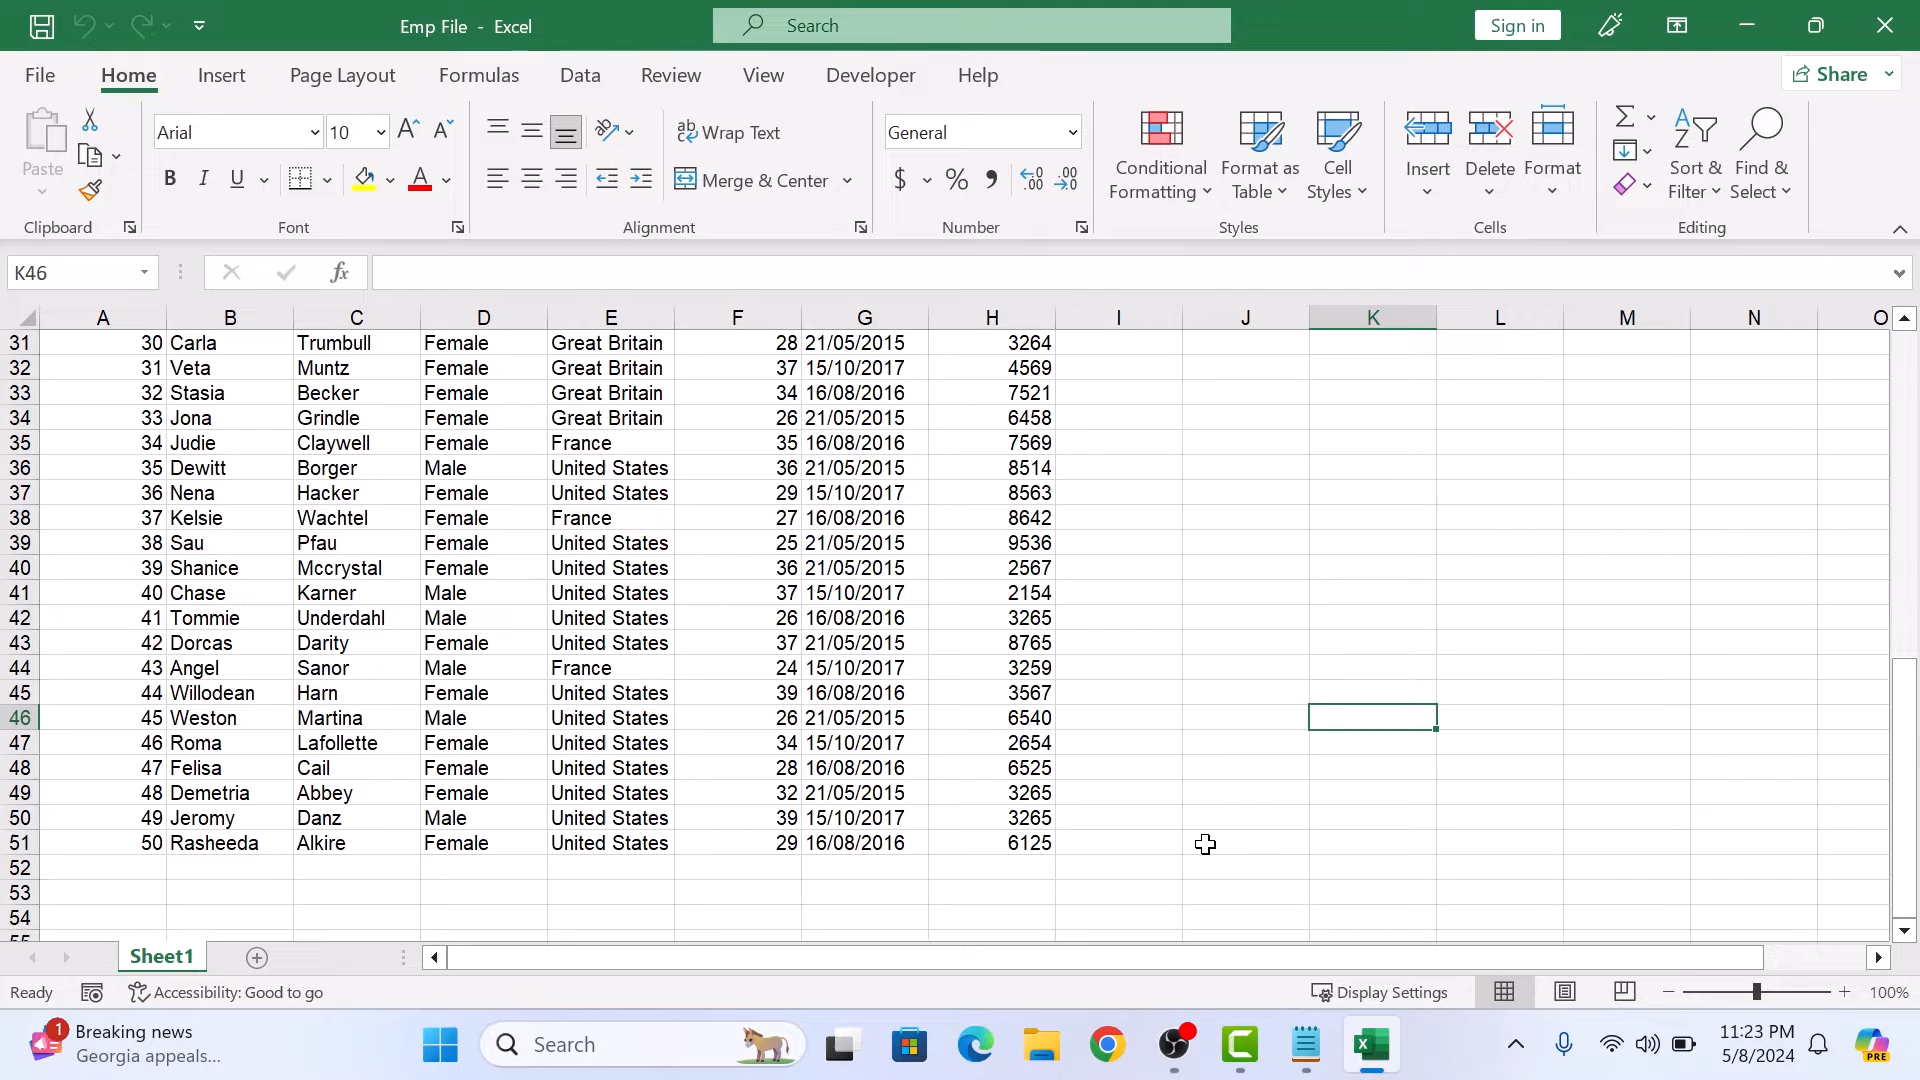 Emp File - Excel
Search
Sign in
File Home Insert Page Layout Formulas Data Review View Developer Help
Share
Paste
Clipboard
Arial 10
B I U
Font
Wrap Text
Merge & Center
Alignment
General
$ % ,
Number
Conditional Formatting
Format as Table
Cell Styles
Styles
Insert
Delete
Format
Cells
Sort & Filter
Find & Select
Editing
K46
fx
A B C D E F G H I J K L M N O
31 30 Carla Trumbull Female Great Britain 28 21/05/2015 3264
32 31 Veta Muntz Female Great Britain 37 15/10/2017 4569
33 32 Stasia Becker Female Great Britain 34 16/08/2016 7521
34 33 Jona Grindle Female Great Britain 26 21/05/2015 6458
35 34 Judie Claywell Female France 35 16/08/2016 7569
36 35 Dewitt Borger Male United States 36 21/05/2015 8514
37 36 Nena Hacker Female United States 29 15/10/2017 8563
38 37 Kelsie Wachtel Female France 27 16/08/2016 8642
39 38 Sau Pfau Female United States 25 21/05/2015 9536
40 39 Shanice Mccrystal Female United States 36 21/05/2015 2567
41 40 Chase Karner Male United States 37 15/10/2017 2154
42 41 Tommie Underdahl Male United States 26 16/08/2016 3265
43 42 Dorcas Darity Female United States 37 21/05/2015 8765
44 43 Angel Sanor Male France 24 15/10/2017 3259
45 44 Willodean Harn Female United States 39 16/08/2016 3567
46 45 Weston Martina Male United States 26 21/05/2015 6540
47 46 Roma Lafollette Female United States 34 15/10/2017 2654
48 47 Felisa Cail Female United States 28 16/08/2016 6525
49 48 Demetria Abbey Female United States 32 21/05/2015 3265
50 49 Jeromy Danz Male United States 39 15/10/2017 3265
51 50 Rasheeda Alkire Female United States 29 16/08/2016 6125
52
53
54
55
Sheet1
Ready
Accessibility: Good to go
Display Settings
100%
1
Breaking news
Georgia appeals...
Search
11:23 PM
5/8/2024
PRE